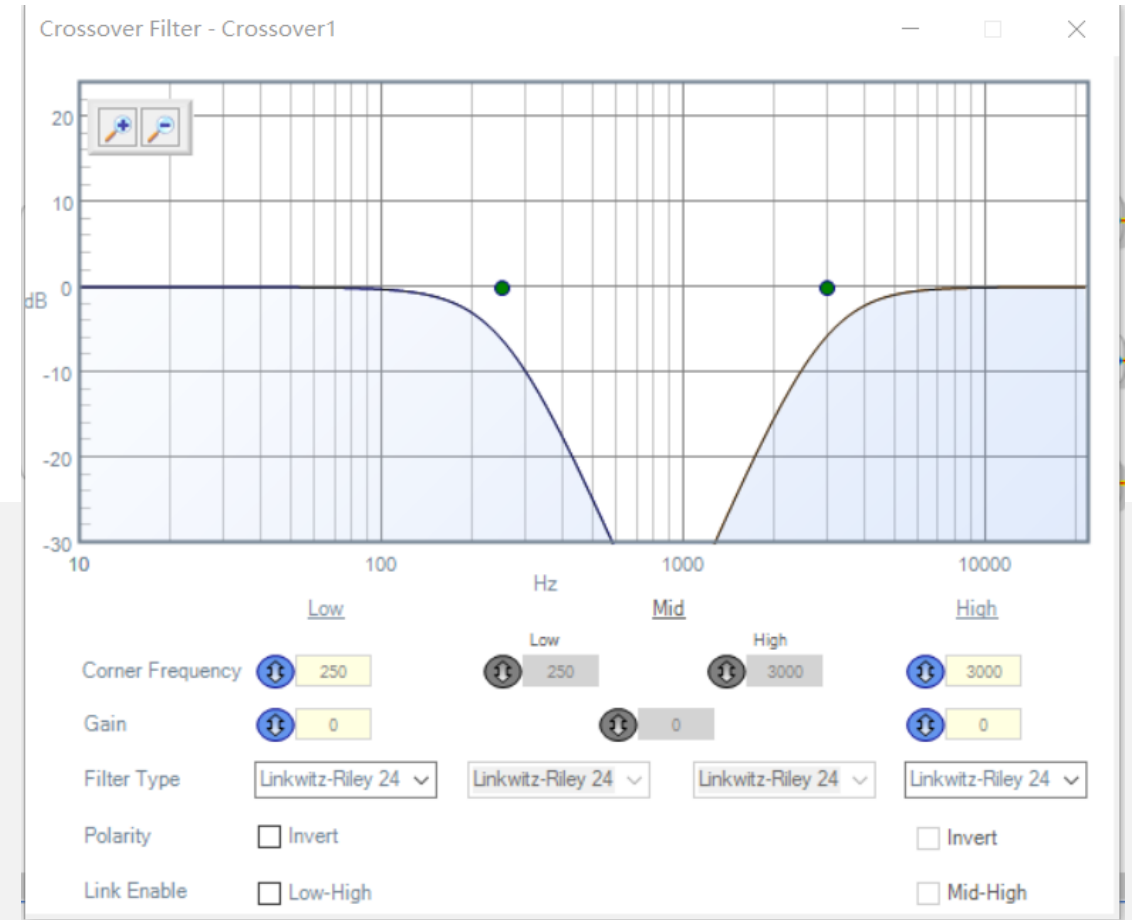 Crossover Filter - Crossover1
20
10
0
dB
-10
-20
-30
10 100 1000 10000
Hz
Low Mid High
Low High
Corner Frequency 250 250 3000 3000
Gain 0 0 0
Filter Type Linkwitz-Riley 24 Linkwitz-Riley 24 Linkwitz-Riley 24 Linkwitz-Riley 24
Polarity Invert Invert
Link Enable Low-High Mid-High